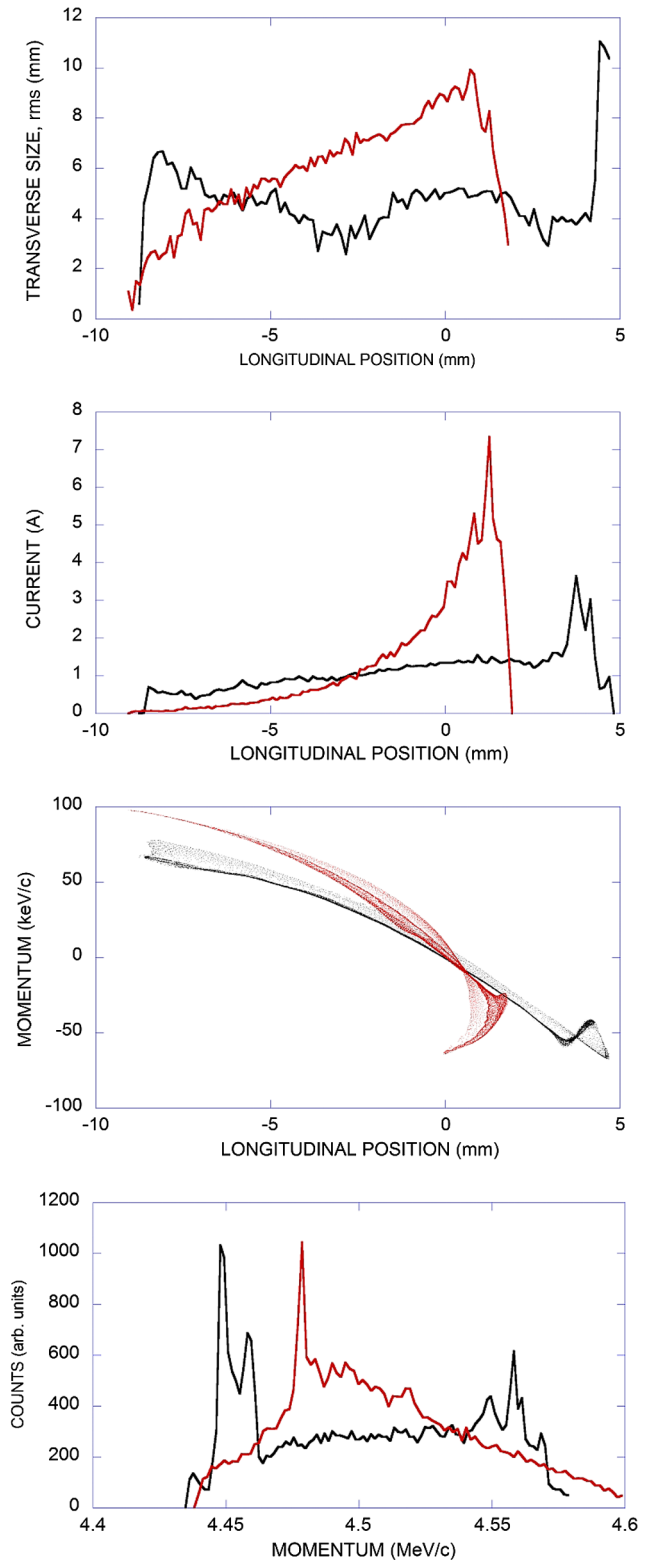 12
10
8
6
4
2
0
TRANSVERSE SIZE, rms (mm)
-10 -5 0 5
LONGITUDINAL POSITION (mm)
8
7
6
5
4
3
2
1
0
CURRENT (A)
-10 -5 0 5
LONGITUDINAL POSITION (mm)
100
50
0
-50
-100
MOMENTUM (keV/c)
-10 -5 0 5
LONGITUDINAL POSITION (mm)
1200
1000
800
600
400
200
0
COUNTS (arb. units)
4.4 4.45 4.5 4.55 4.6
MOMENTUM (MeV/c)